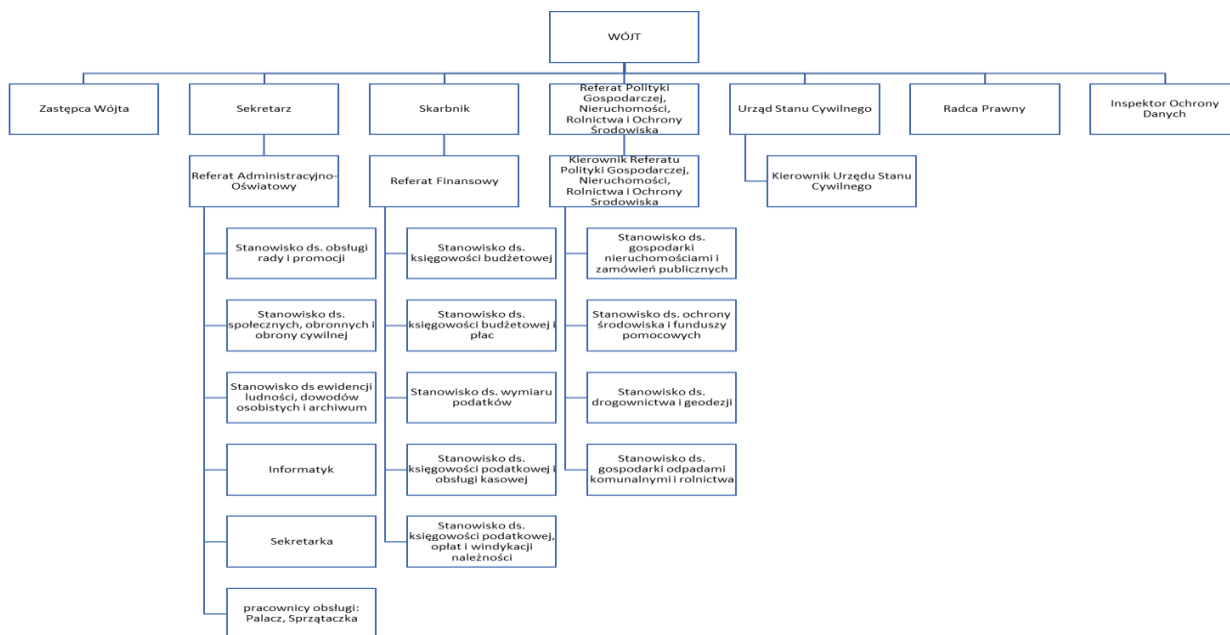 WÓJT
Zastępca Wójta
Sekretarz
Skarbnik
Referat Polityki
Gospodarczej,
Nieruchomości,
Rolnictwa i Ochrony
Środowiska
Urząd Stanu Cywilnego
Radca Prawny
Inspektor Ochrony
Danych
Referat Administracyjno-
Oświatowy
Referat Finansowy
Kierownik Referatu
Polityki Gospodarczej,
Nieruchomości,
Rolnictwa i Ochrony
Srodowiska
Kierownik Urzędu Stanu
Cywilnego
Stanowisko ds. obsługi
rady i promocji
Stanowisko ds.
społecznych, obronnych i
obrony cywilnej
Stanowisko ds ewidencji
ludności, dowodów
osobistych i archiwum
Informatyk
Sekretarka
pracownicy obsługi:
Palacz, Sprzątaczka
Stanowisko ds.
księgowości budżetowej
Stanowisko ds.
księgowości budżetowej i
płac
Stanowisko ds. wymiaru
podatków
Stanowisko ds.
księgowości podatkowej i
obsługi kasowej
Stanowisko ds.
księgowości podatkowej,
opłat i windykacji
należności
Stanowisko ds.
gospodarki
nieruchomościami i
zamówień publicznych
Stanowisko ds. ochrony
środowiska i funduszy
pomocowych
Stanowisko ds.
drogownictwa i geodezji
Stanowisko ds.
gospodarki odpadami
komunalnymi i rolnictwa